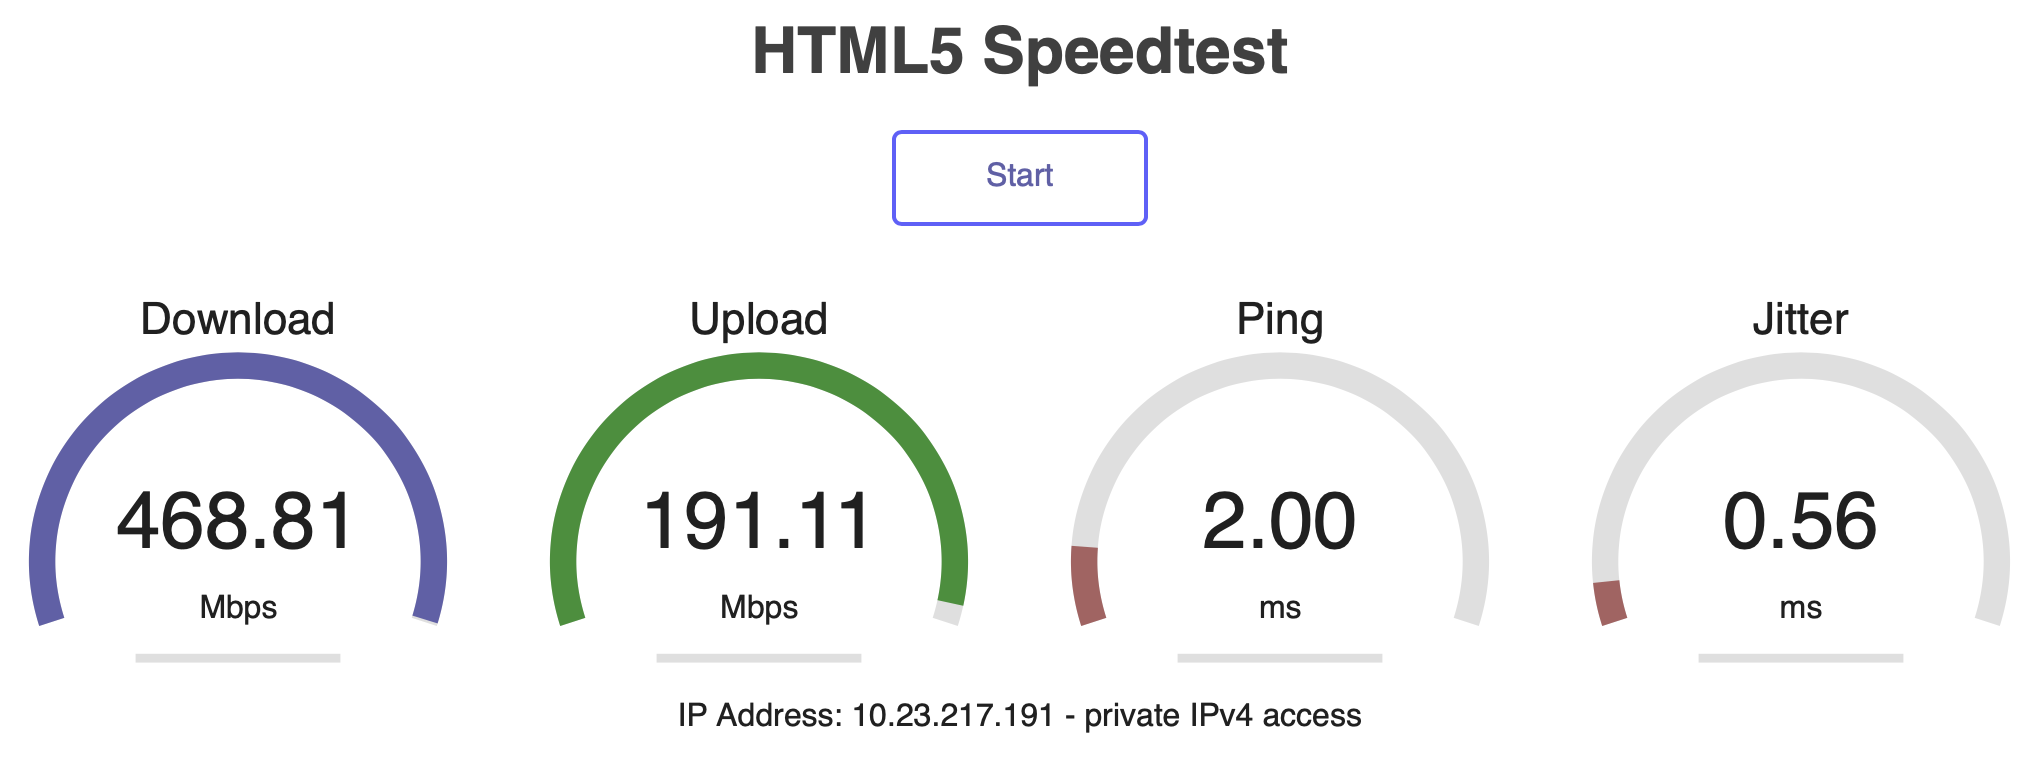 HTML5 Speedtest
Start
Download
468.81
Mbps
Upload
191.11
Mbps
Ping
2.00
ms
Jitter
0.56
ms
IP Address: 10.23.217.191 - private IPv4 access